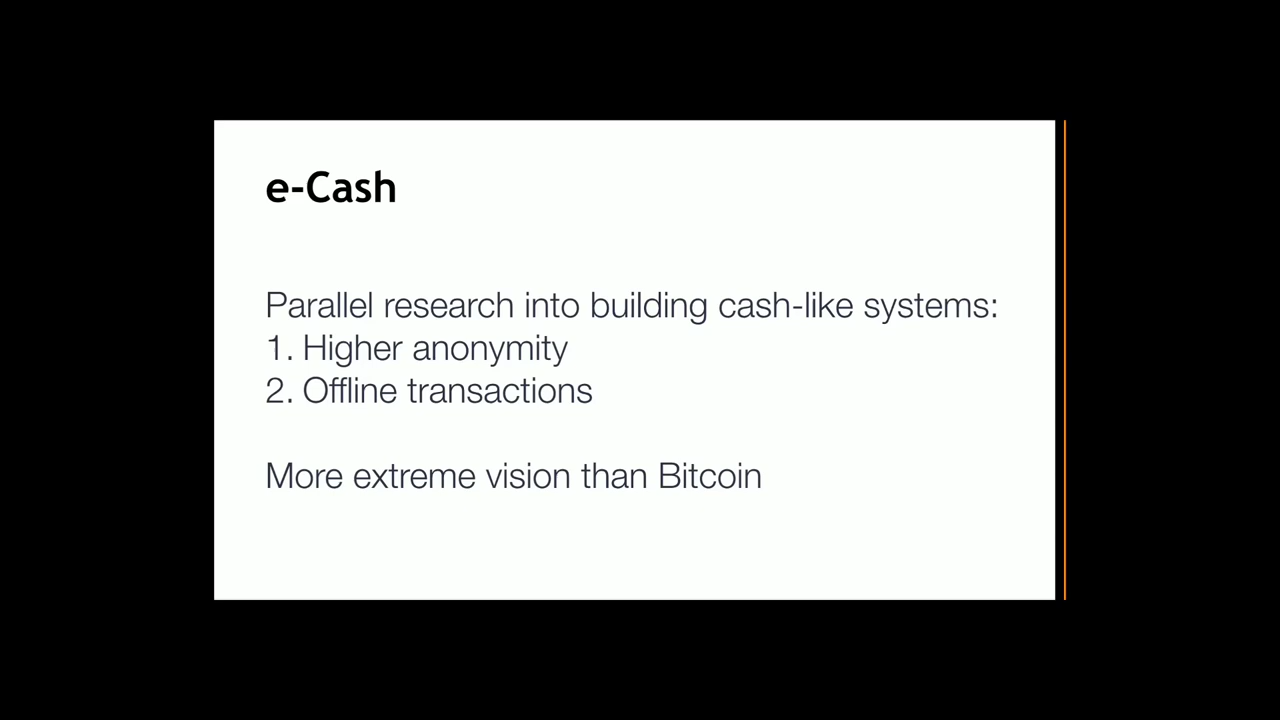 e-Cash
Parallel research into building cash-like systems:
1. Higher anonymity
2. Offline transactions
More extreme vision than Bitcoin